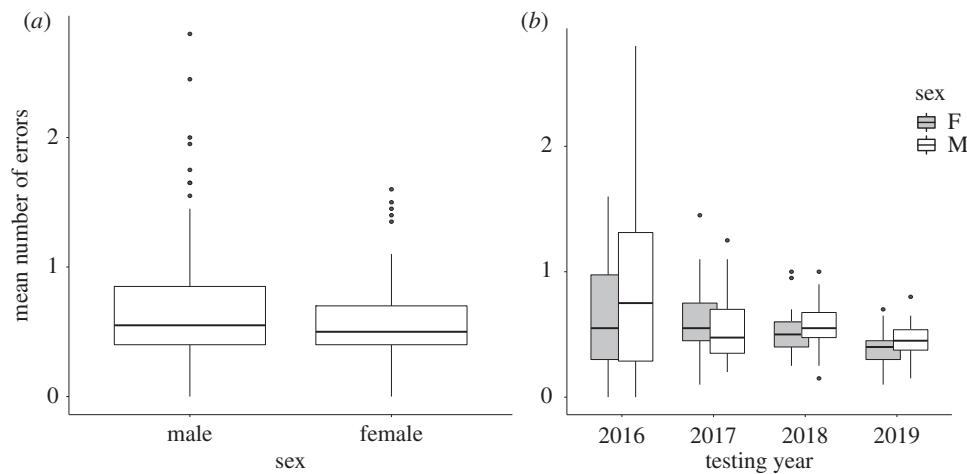 (a)
mean number of errors
2
1
0
male female
sex
(b)
2
1
0
sex
F
M
2016 2017 2018 2019
testing year